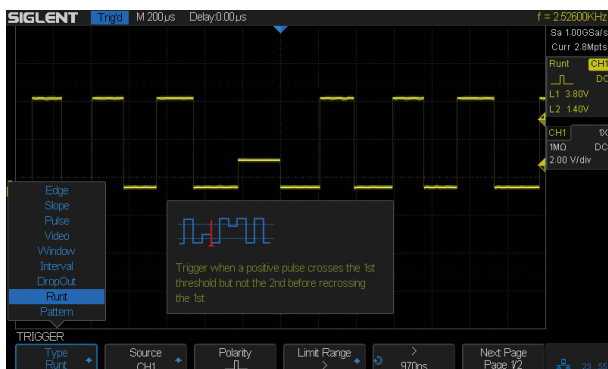 SIGLENT Trig'd M 200µs Delay:0.00µs f = 2.52600KHz
Sa 1.00GSa/s
Curr 2.8Mpts
Runt CH1
DC
L1 3.80V
L2 1.40V
CH1 1X
1MΩ DC
2.00 V/div
Edge
Slope
Pulse
Video
Window
Interval
DropOut
Runt
Pattern
Trigger when a positive pulse crosses the 1st
threshold but not the 2nd before recrossing
the 1st
TRIGGER
Type Source Polarity Limit Range > Next Page
Runt CH1 > 970ns Page 1/2
23:55